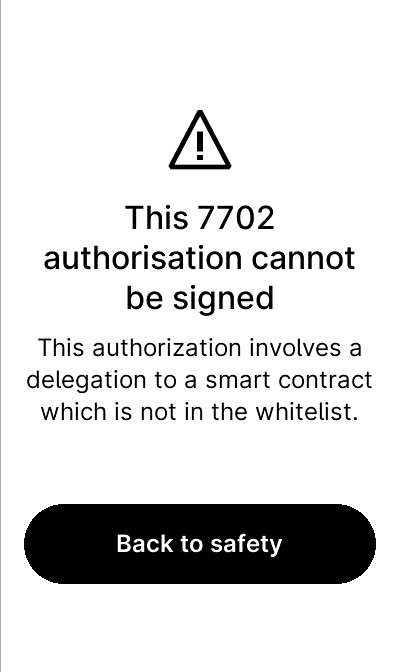 This 7702
authorisation cannot
be signed
This authorization involves a
delegation to a smart contract
which is not in the whitelist.
Back to safety